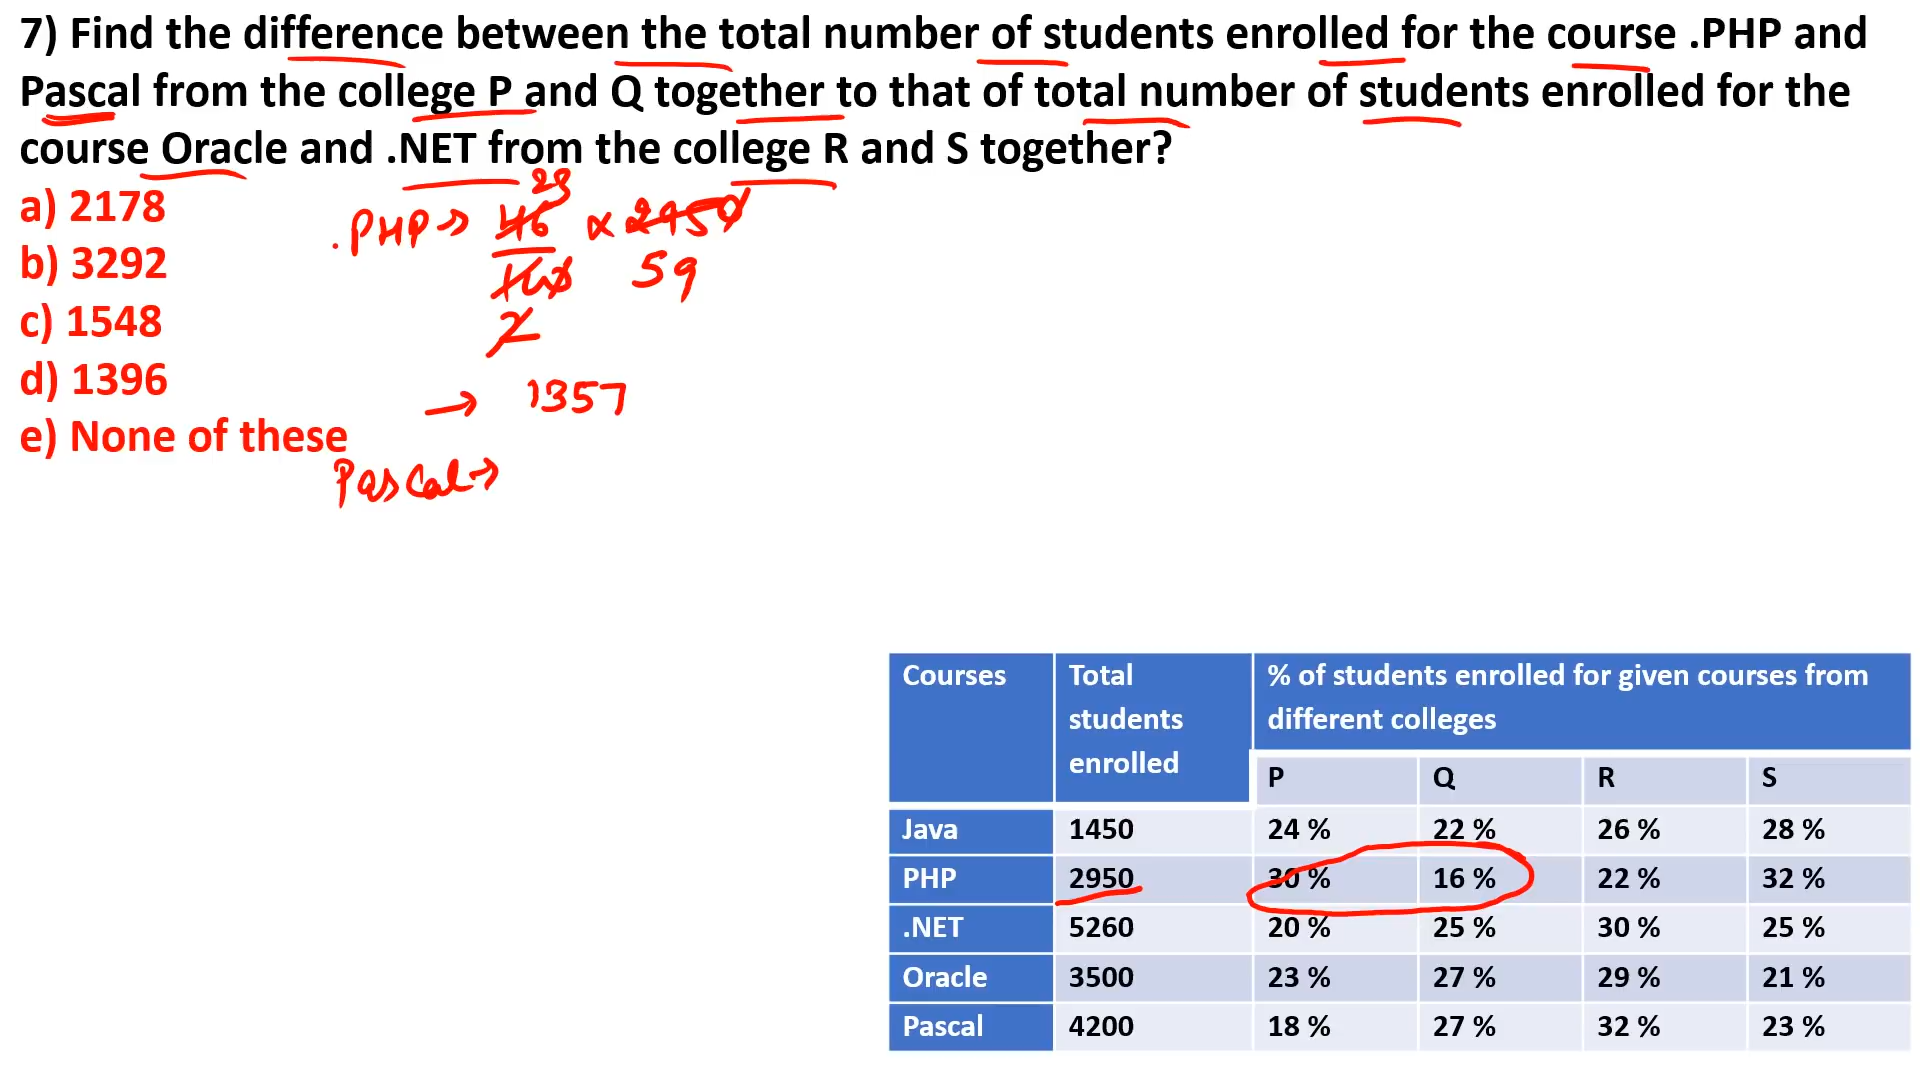 7) Find the difference between the total number of students enrolled for the course .PHP and
Pascal from the college P and Q together to that of total number of students enrolled for the
course Oracle and .NET from the college R and S together?
a) 2178
b) 3292
c) 1548
d) 1396
e) None of these
23
.PHP → 46 × 2950
100 59
2
→ 1357
Pascal →
Courses Total students enrolled % of students enrolled for given courses from different colleges
P Q R S
Java 1450 24 % 22 % 26 % 28 %
PHP 2950 30 % 16 % 22 % 32 %
.NET 5260 20 % 25 % 30 % 25 %
Oracle 3500 23 % 27 % 29 % 21 %
Pascal 4200 18 % 27 % 32 % 23 %